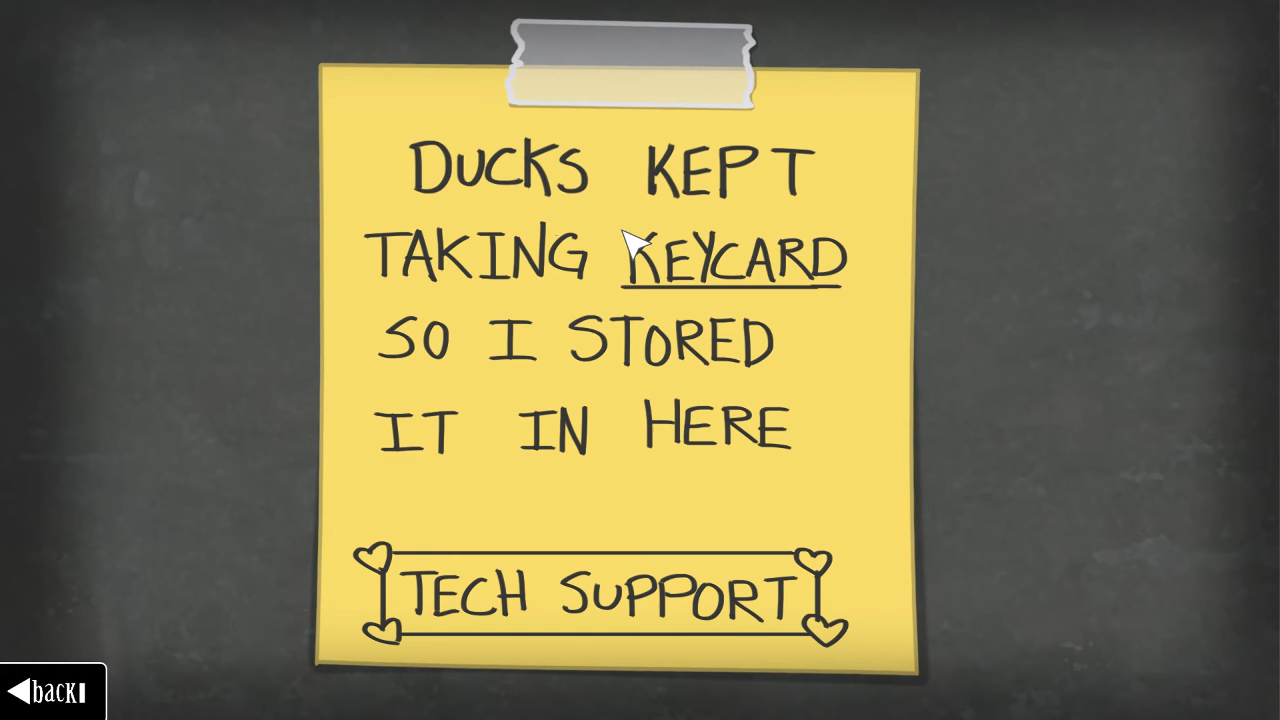 DUCKS KEPT
TAKING KEYCARD
SO I STORED
IT IN HERE
TECH SUPPORT
BACK